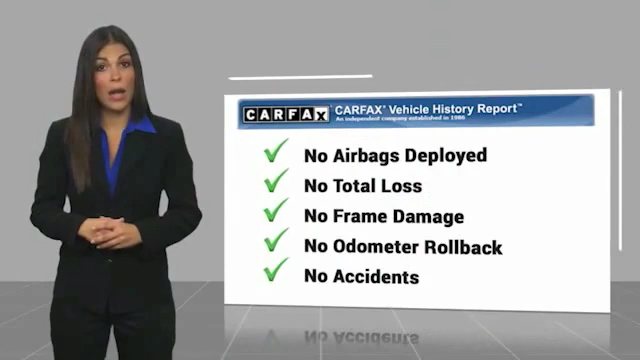 CARFAX CARFAX® Vehicle History Report™
An independent company established in 1986
No Airbags Deployed
No Total Loss
No Frame Damage
No Odometer Rollback
No Accidents